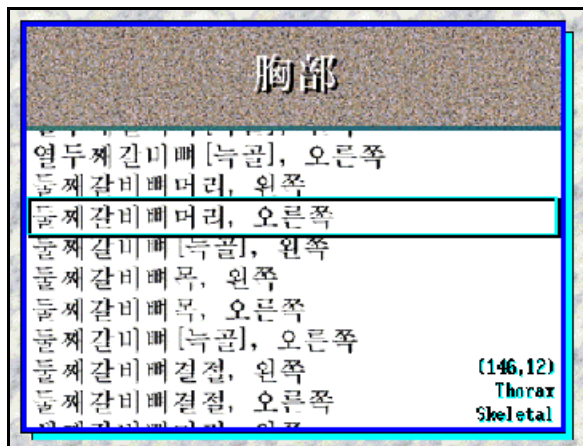 胸部
열두째갈비뼈[늑골], 오른쪽
둘째갈비뼈머리, 왼쪽
둘째갈비뼈머리, 오른쪽
둘째갈비뼈[늑골], 왼쪽
둘째갈비뼈목, 왼쪽
둘째갈비뼈목, 오른쪽
둘째갈비뼈[늑골], 오른쪽
둘째갈비뼈결절, 왼쪽
둘째갈비뼈결절, 오른쪽
(146,12)
Thorax
Skeletal